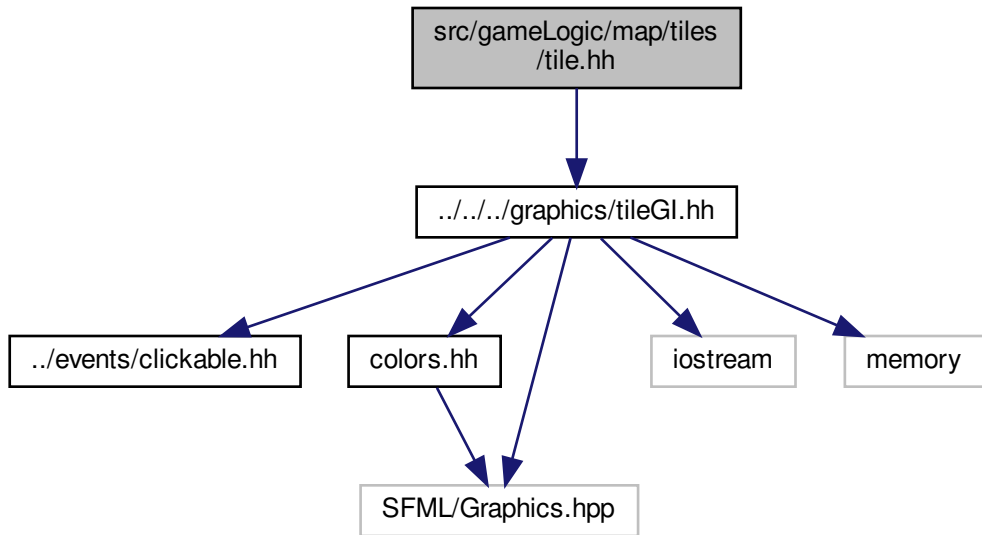 src/gameLogic/map/tiles
/tile.hh
../../../graphics/tileGI.hh
../events/clickable.hh
colors.hh
iostream
memory
SFML/Graphics.hpp